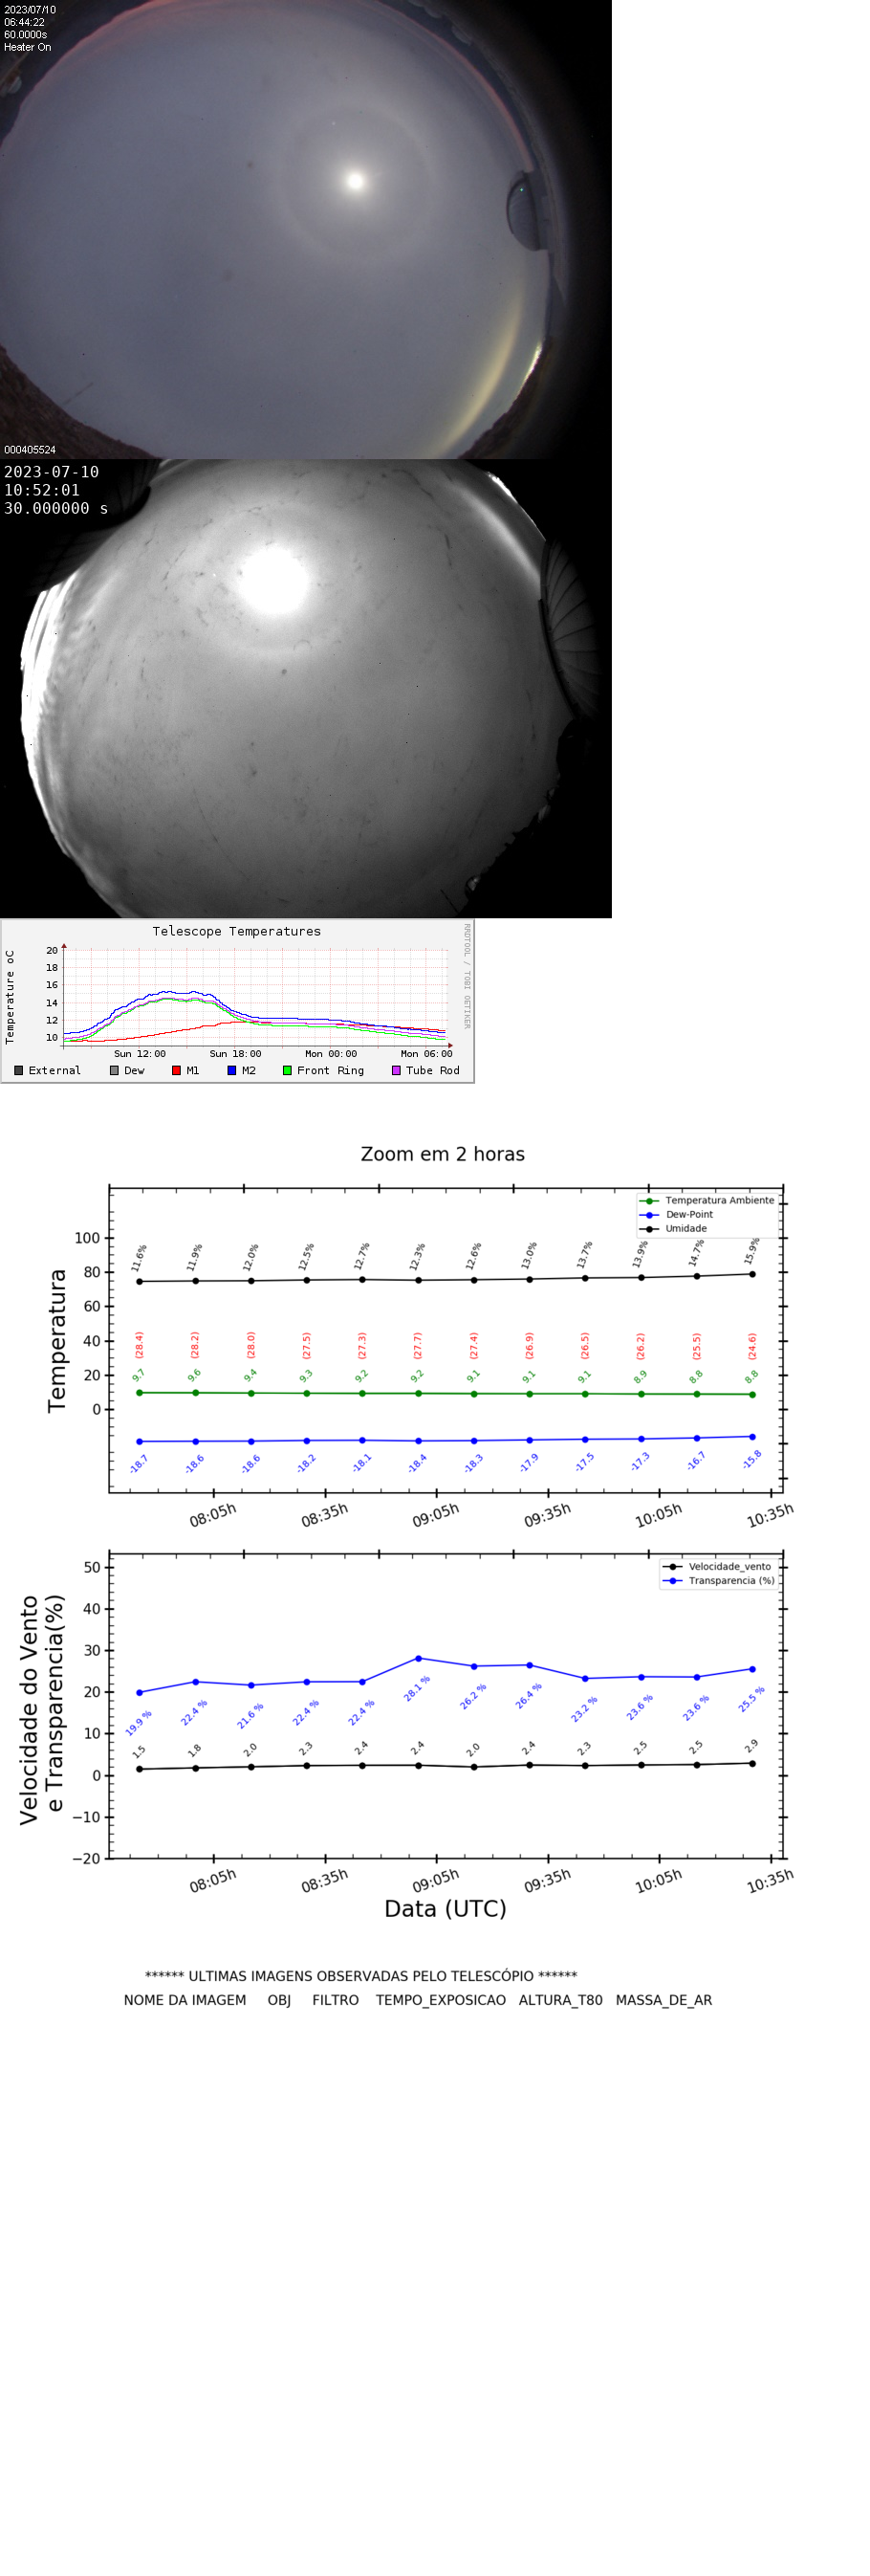 2023/07/10
06:44:22
60.0000s
Heater On
000405524
2023-07-10
10:52:01
30.000000 s
Telescope Temperatures
RRDTOOL / TOBI OETIKER
Temperature oC
20
18
16
14
12
10
Sun 12:00 Sun 18:00 Mon 00:00 Mon 06:00
External Dew M1 M2 Front Ring Tube Rod
Zoom em 2 horas
Temperatura Ambiente
Dew-Point
Umidade
Temperatura
100
80
60
40
20
0
11.6% 11.9% 12.0% 12.5% 12.7% 12.3% 12.6% 13.0% 13.7% 13.9% 14.7% 15.9%
(28.4) (28.2) (28.0) (27.5) (27.3) (27.7) (27.4) (26.9) (26.5) (26.2) (25.5) (24.6)
9.7 9.6 9.4 9.3 9.2 9.2 9.1 9.1 9.1 8.9 8.8 8.8
-18.7 -18.6 -18.6 -18.2 -18.1 -18.4 -18.3 -17.9 -17.5 -17.3 -16.7 -15.8
08:05h 08:35h 09:05h 09:35h 10:05h 10:35h
Velocidade_vento
Transparencia (%)
Velocidade do Vento
e Transparencia(%)
50
40
30
20
10
0
−10
−20
19.9 % 22.4 % 21.6 % 22.4 % 22.4 % 28.1 % 26.2 % 26.4 % 23.2 % 23.6 % 23.6 % 25.5 %
1.5 1.8 2.0 2.3 2.4 2.4 2.0 2.4 2.3 2.5 2.5 2.9
08:05h 08:35h 09:05h 09:35h 10:05h 10:35h
Data (UTC)
****** ULTIMAS IMAGENS OBSERVADAS PELO TELESCÓPIO ******
NOME DA IMAGEM OBJ FILTRO TEMPO_EXPOSICAO ALTURA_T80 MASSA_DE_AR